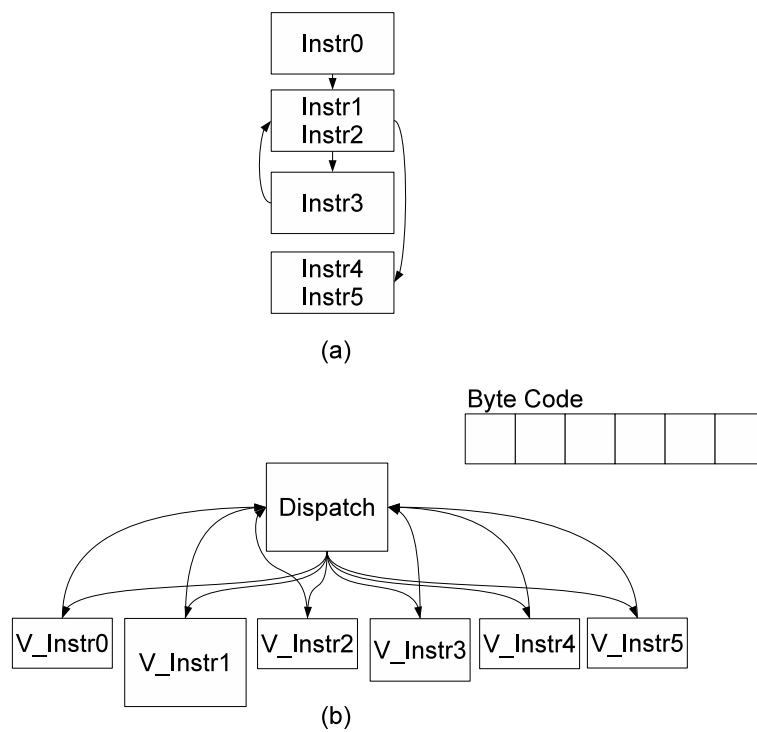 Instr0
Instr1
Instr2
Instr3
Instr4
Instr5
(a)
Byte Code
Dispatch
V_Instr0
V_Instr1
V_Instr2
V_Instr3
V_Instr4
V_Instr5
(b)